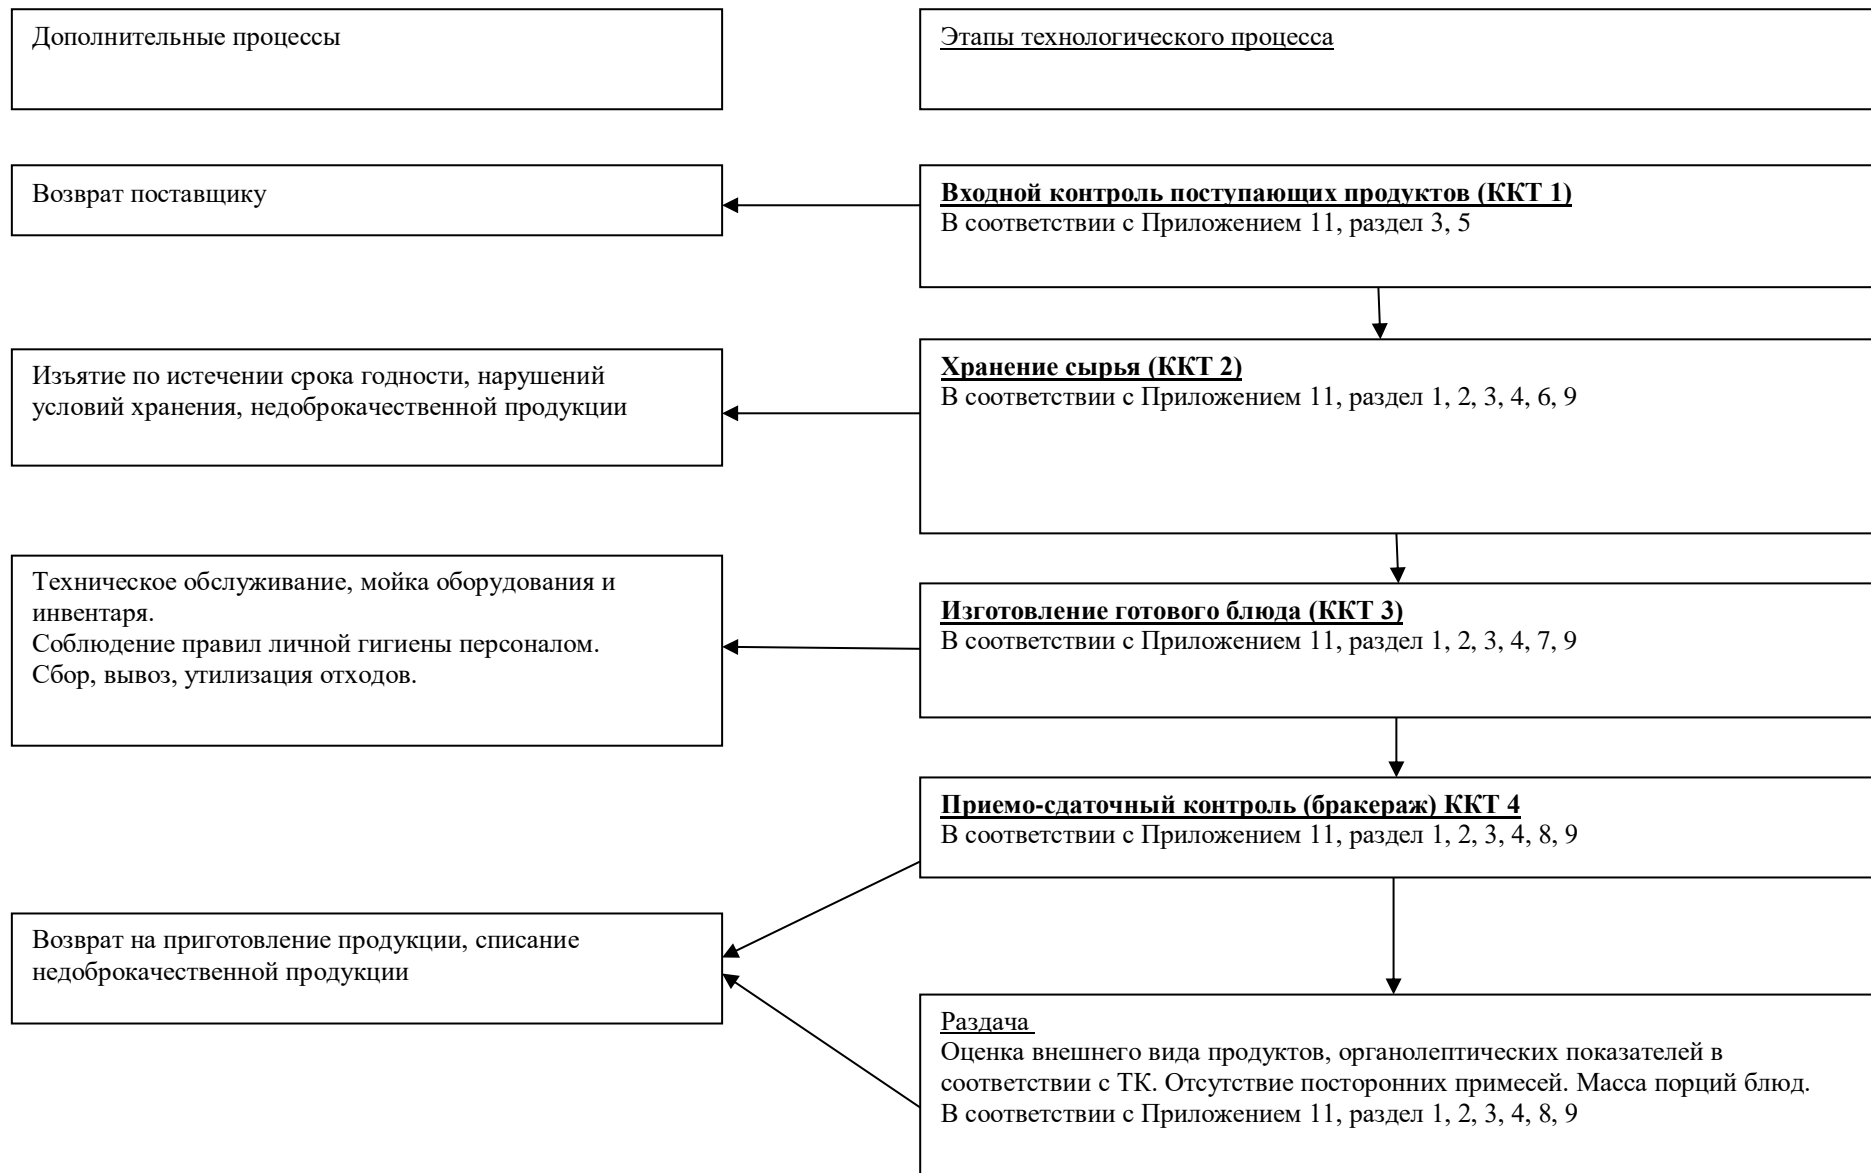 Дополнительные процессы
Этапы технологического процесса
Возврат поставщику
Входной контроль поступающих продуктов (ККТ 1)
В соответствии с Приложением 11, раздел 3, 5
Изъятие по истечении срока годности, нарушений
условий хранения, недоброкачественной продукции
Хранение сырья (ККТ 2)
В соответствии с Приложением 11, раздел 1, 2, 3, 4, 6, 9
Техническое обслуживание, мойка оборудования и
инвентаря.
Соблюдение правил личной гигиены персоналом.
Сбор, вывоз, утилизация отходов.
Изготовление готового блюда (ККТ 3)
В соответствии с Приложением 11, раздел 1, 2, 3, 4, 7, 9
Приемо-сдаточный контроль (бракераж) ККТ 4
В соответствии с Приложением 11, раздел 1, 2, 3, 4, 8, 9
Возврат на приготовление продукции, списание
недоброкачественной продукции
Раздача
Оценка внешнего вида продуктов, органолептических показателей в
соответствии с ТК. Отсутствие посторонних примесей. Масса порций блюд.
В соответствии с Приложением 11, раздел 1, 2, 3, 4, 8, 9